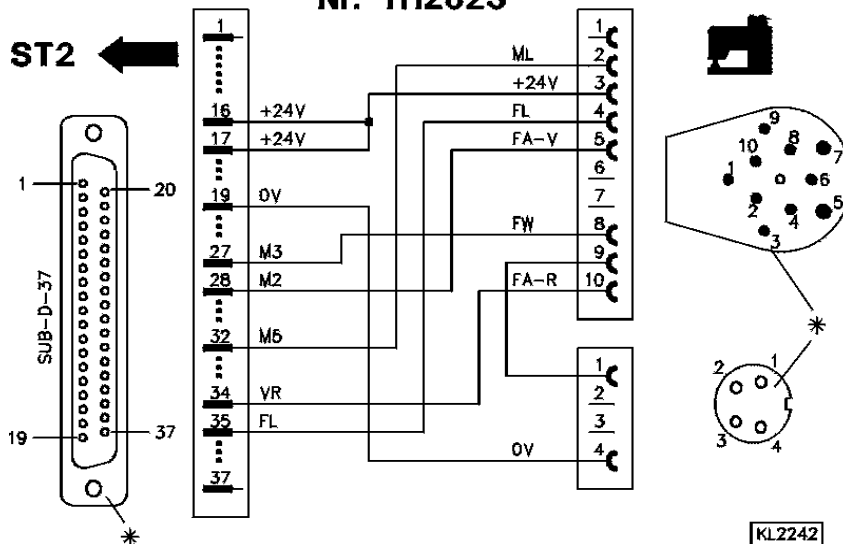 Nr. 1112823
ST2
1
20
SUB-D-37
19
37
*
1
16 +24V
17 +24V
19 0V
27 M3
28 M2
32 M5
34 VR
35 FL
37
1
ML 2
+24V 3
FL 4
FA-V 5
6
7
FW 8
9
FA-R 10
1
2
3
0V 4
9
10
8
7
1
6
2
4
5
3
*
2
1
3
4
KL2242